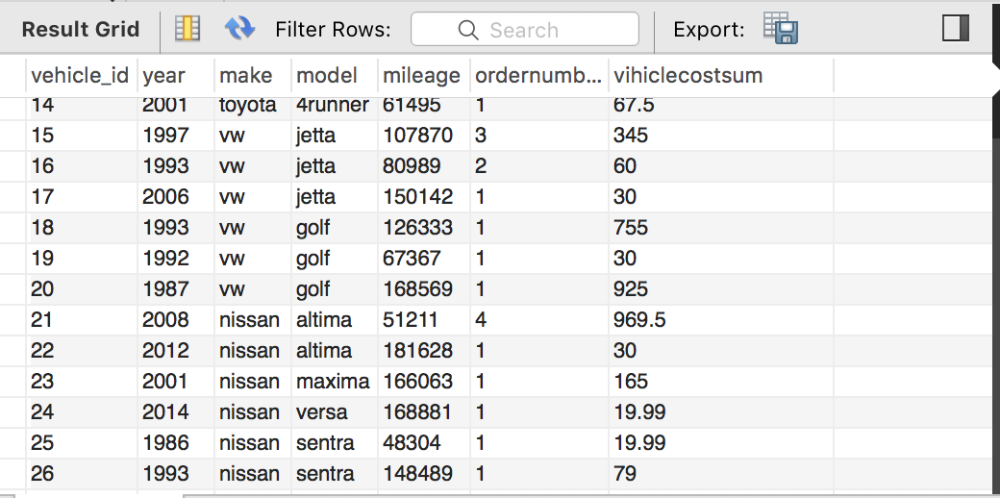 Result Grid Filter Rows: Search Export:
vehicle_id year make model mileage ordernumb... vihiclecostsum
14 2001 toyota 4runner 61495 1 67.5
15 1997 vw jetta 107870 3 345
16 1993 vw jetta 80989 2 60
17 2006 vw jetta 150142 1 30
18 1993 vw golf 126333 1 755
19 1992 vw golf 67367 1 30
20 1987 vw golf 168569 1 925
21 2008 nissan altima 51211 4 969.5
22 2012 nissan altima 181628 1 30
23 2001 nissan maxima 166063 1 165
24 2014 nissan versa 168881 1 19.99
25 1986 nissan sentra 48304 1 19.99
26 1993 nissan sentra 148489 1 79